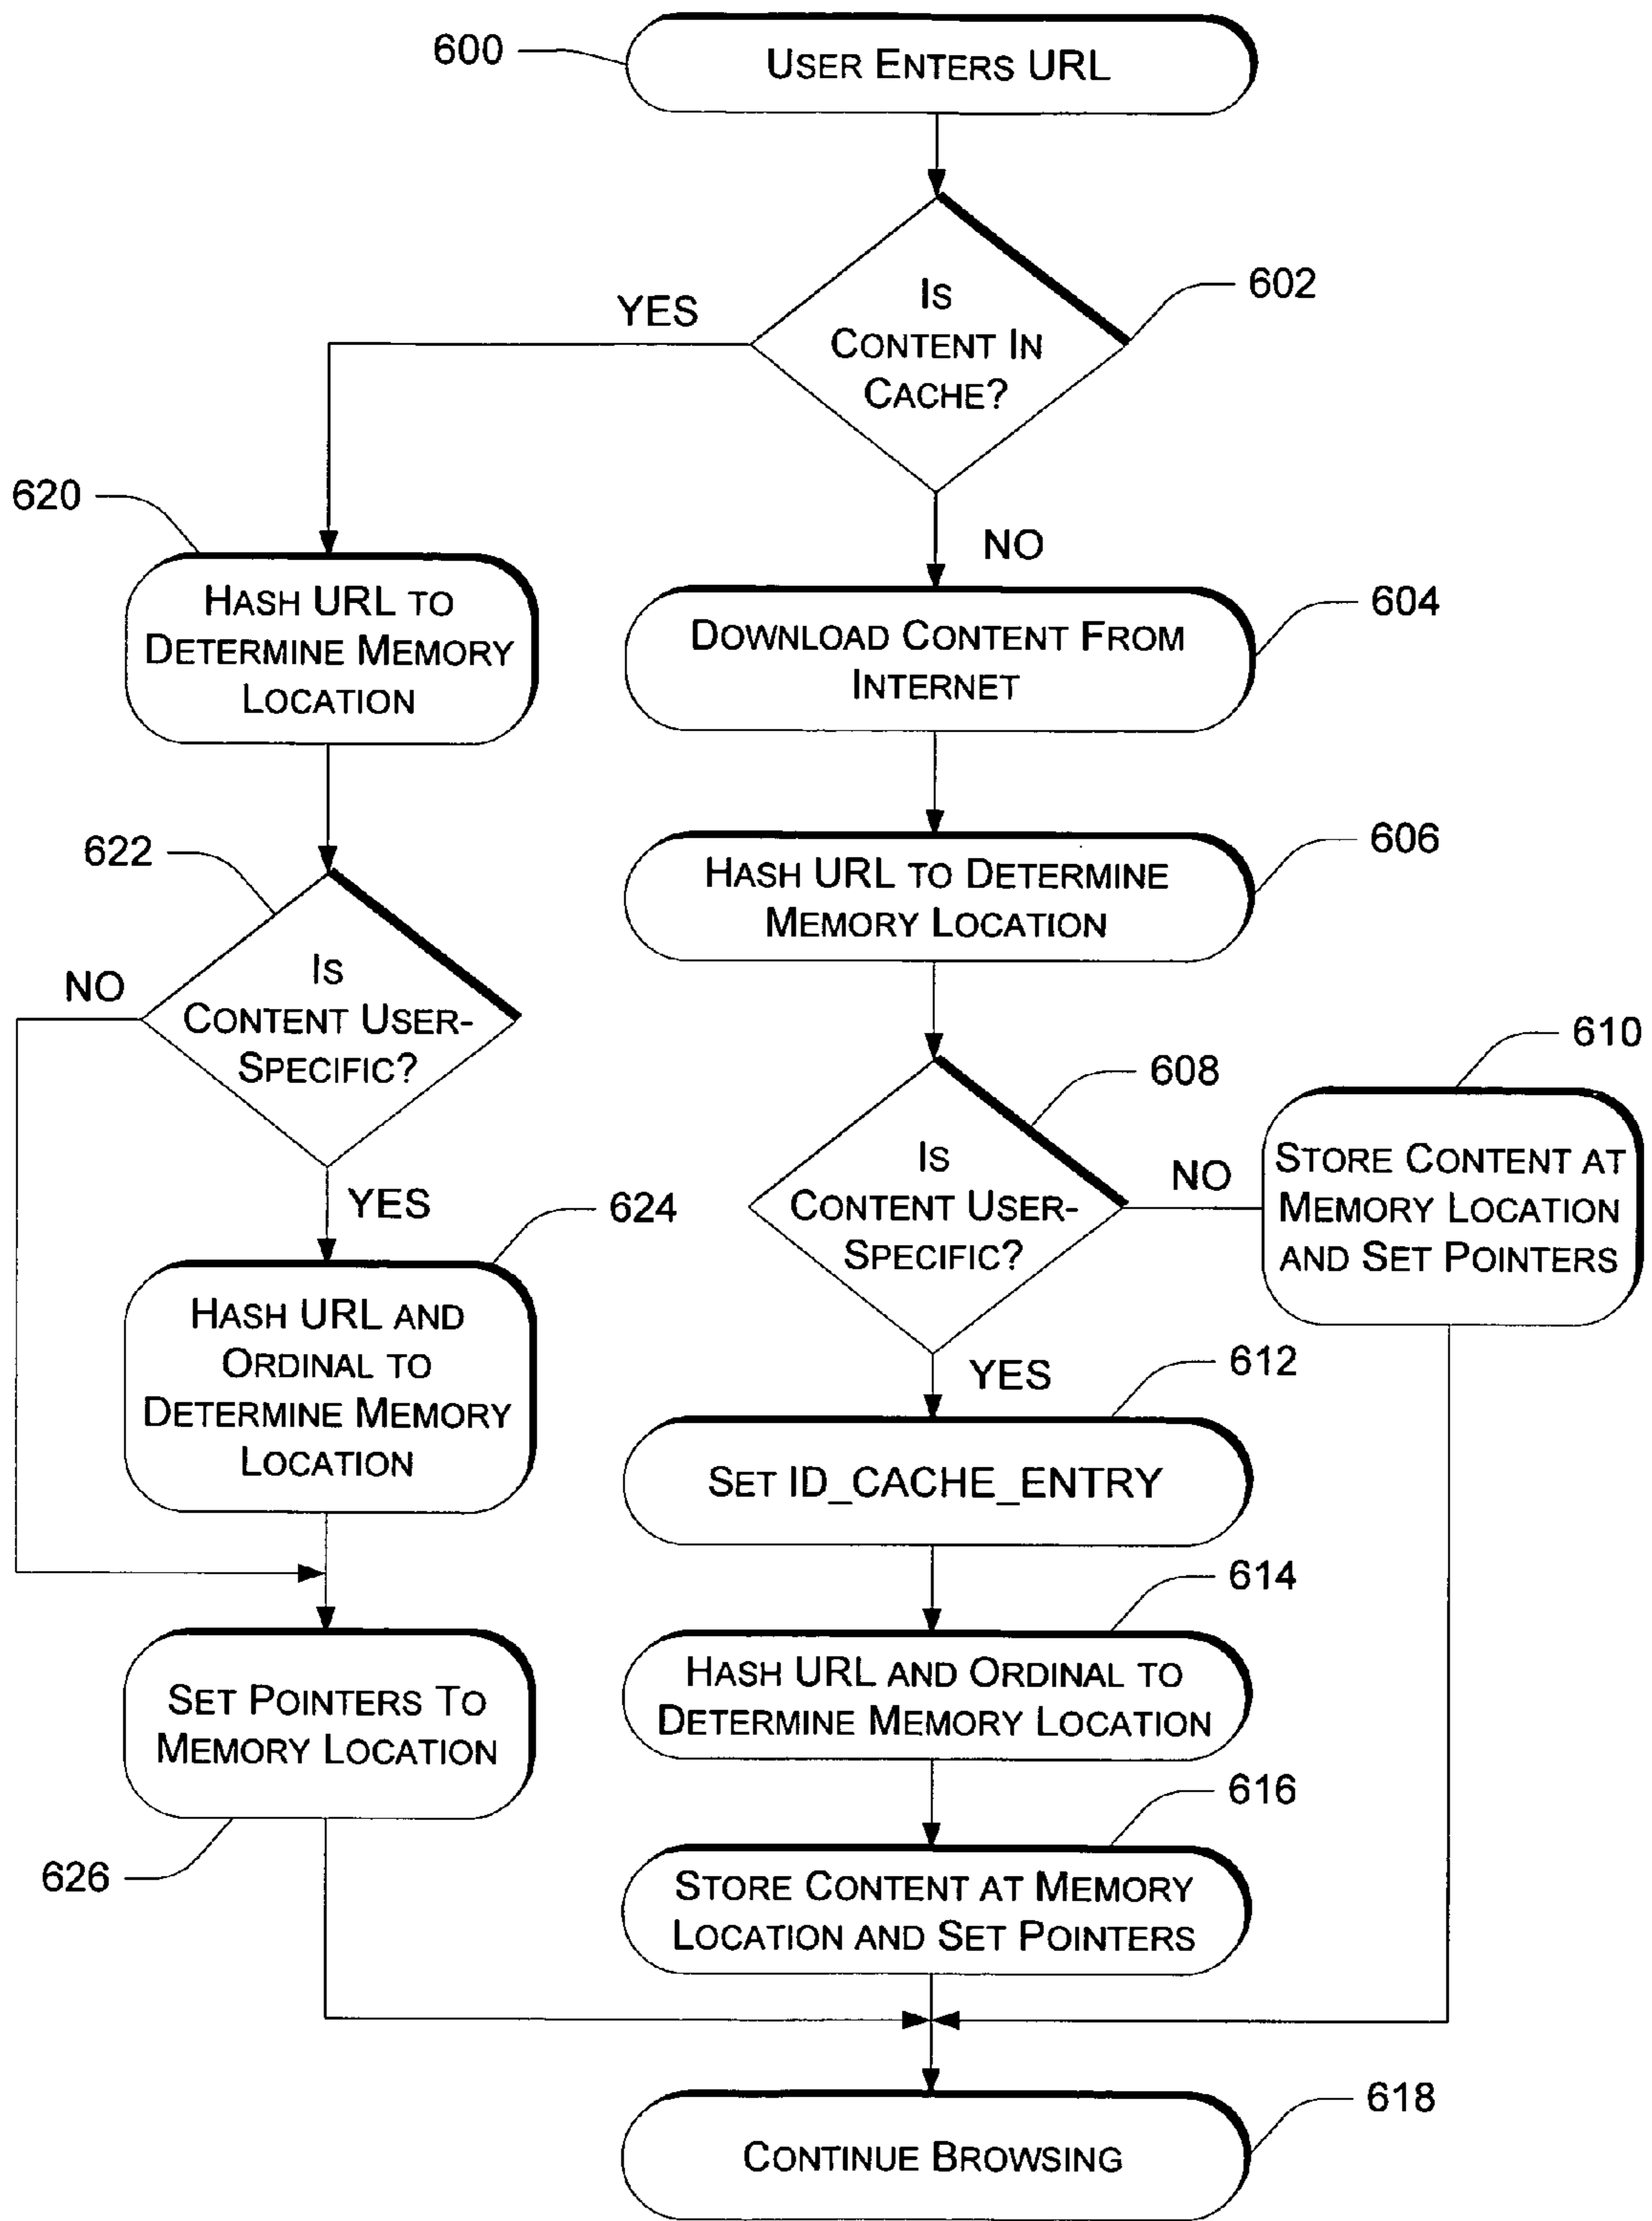 600
USER ENTERS URL
602
IS
CONTENT IN
CACHE?
YES
NO
620
HASH URL TO
DETERMINE MEMORY
LOCATION
604
DOWNLOAD CONTENT FROM
INTERNET
606
HASH URL TO DETERMINE
MEMORY LOCATION
622
IS
CONTENT USER-
SPECIFIC?
NO
YES
608
IS
CONTENT USER-
SPECIFIC?
NO
YES
610
STORE CONTENT AT
MEMORY LOCATION
AND SET POINTERS
624
HASH URL AND
ORDINAL TO
DETERMINE MEMORY
LOCATION
612
SET ID_CACHE_ENTRY
614
HASH URL AND ORDINAL TO
DETERMINE MEMORY LOCATION
SET POINTERS TO
MEMORY LOCATION
626
616
STORE CONTENT AT MEMORY
LOCATION AND SET POINTERS
618
CONTINUE BROWSING